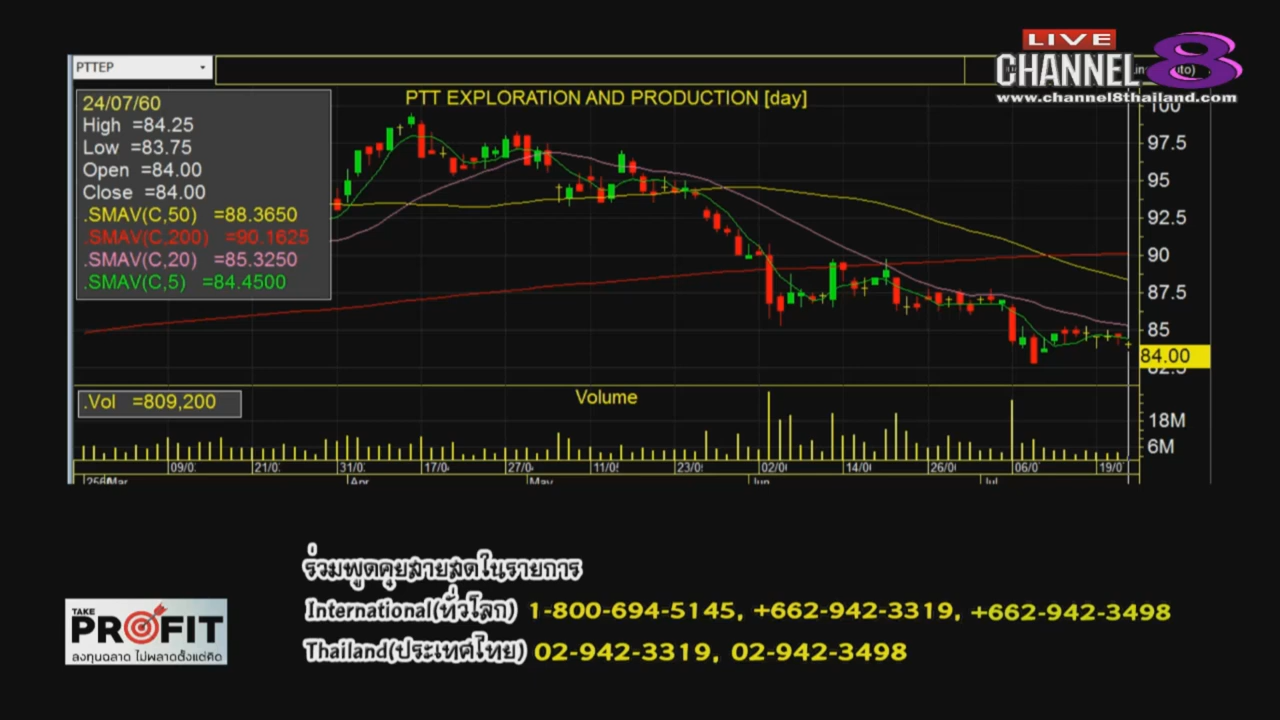 LIVE
CHANNEL 8
www.channel8thailand.com
PTTEP
PTT EXPLORATION AND PRODUCTION [day]
24/07/60
High =84.25
Low =83.75
Open =84.00
Close =84.00
.SMAV(C,50) =88.3650
.SMAV(C,200) =90.1625
.SMAV(C,20) =85.3250
.SMAV(C,5) =84.4500
100
97.5
95
92.5
90
87.5
85
84.00
82.5
.Vol =809,200
Volume
18M
6M
09/0 21/0 31/0 17/0 27/0 11/0 23/0 02/0 14/0 26/0 06/0 19/0
Mar Apr May Jun Jul
ร่วมพูดคุยสายสดในรายการ
International(ทั่วโลก) 1-800-694-5145, +662-942-3319, +662-942-3498
Thailand(ประเทศไทย) 02-942-3319, 02-942-3498
TAKE
PROFIT
ลงทุนฉลาด ไม่พลาดตั้งแต่คิด